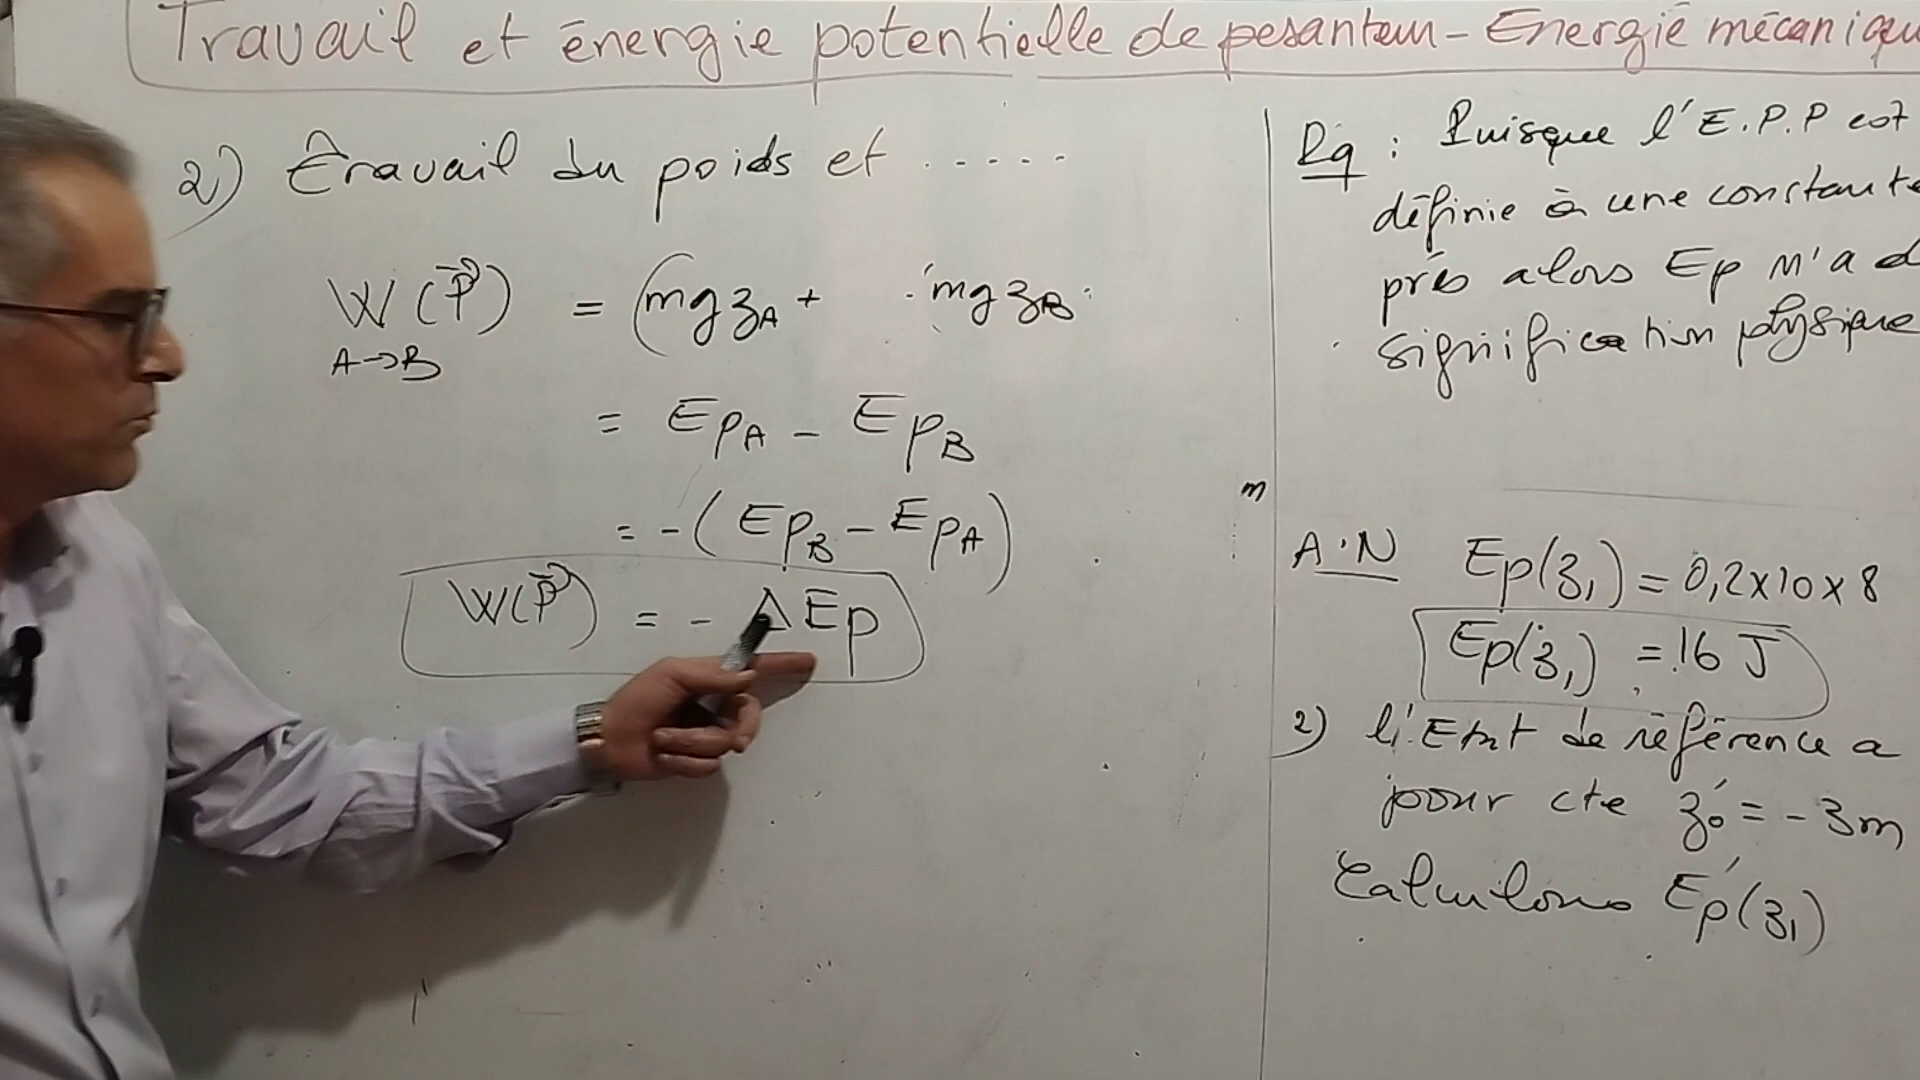 Travail et énergie potentielle de pesanteur - Energie mécaniqu
2) Travail du poids et .....
W(P⃗) = (mgzA + mgzB
A→B
= EpA - EpB
= -(EpB - EpA)
W(P⃗) = - ΔEp
Rq : Puisque l'E.P.P est
définie à une constante
près alors Ep n'a
signification physique
m
A.N Ep(z₁) = 0,2x10x8
Ep(z₁) = 16 J
2) l'Etat de référence a
pour cte z'₀ = -3m
Calculons E'p(z₁)